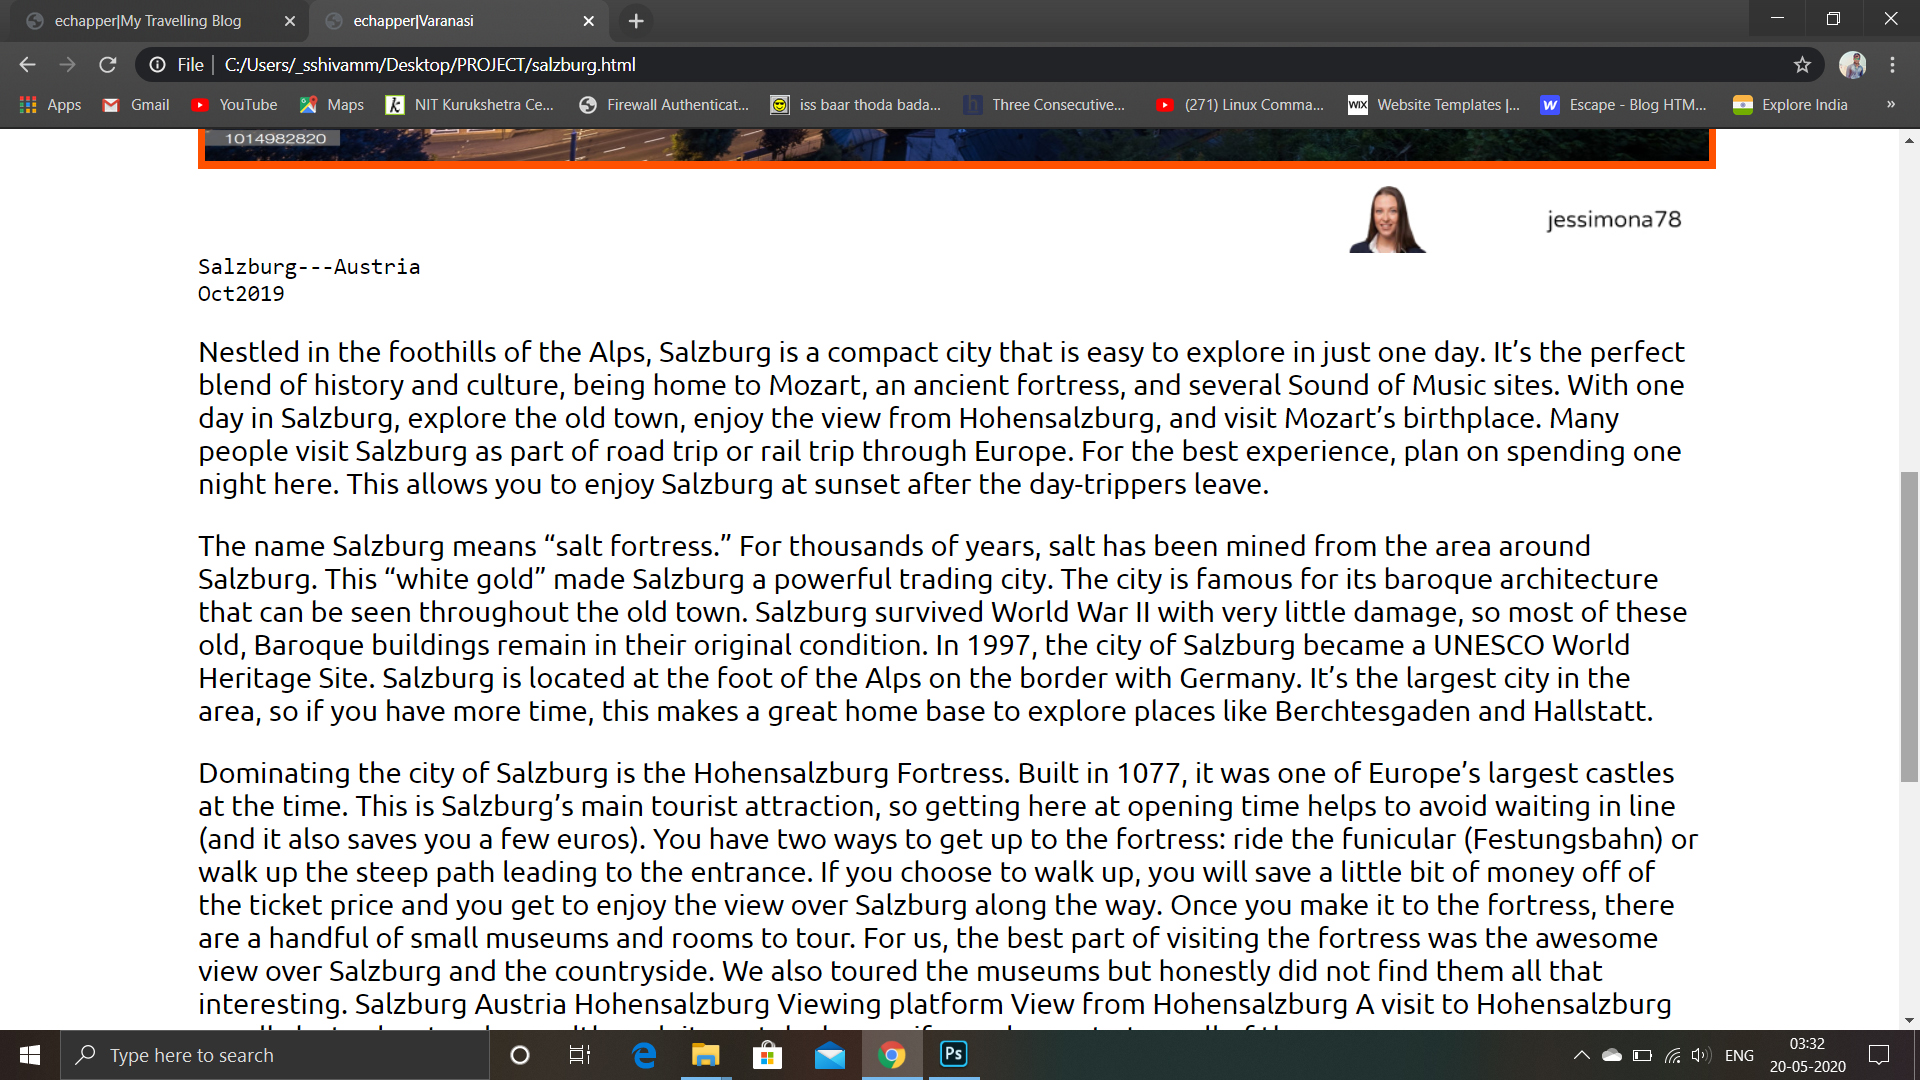 echapper|My Travelling Blog
echapper|Varanasi
File
C:/Users/_sshivamm/Desktop/PROJECT/salzburg.html
Apps
Gmail
YouTube
Maps
NIT Kurukshetra Ce...
Firewall Authenticat...
iss baar thoda bada...
Three Consecutive...
(271) Linux Comma...
WIX
Website Templates |...
Escape - Blog HTM...
Explore India
»
1014982820
jessimona78
Salzburg---Austria
Oct2019
Nestled in the foothills of the Alps, Salzburg is a compact city that is easy to explore in just one day. It’s the perfect
blend of history and culture, being home to Mozart, an ancient fortress, and several Sound of Music sites. With one
day in Salzburg, explore the old town, enjoy the view from Hohensalzburg, and visit Mozart’s birthplace. Many
people visit Salzburg as part of road trip or rail trip through Europe. For the best experience, plan on spending one
night here. This allows you to enjoy Salzburg at sunset after the day-trippers leave.
The name Salzburg means “salt fortress.” For thousands of years, salt has been mined from the area around
Salzburg. This “white gold” made Salzburg a powerful trading city. The city is famous for its baroque architecture
that can be seen throughout the old town. Salzburg survived World War II with very little damage, so most of these
old, Baroque buildings remain in their original condition. In 1997, the city of Salzburg became a UNESCO World
Heritage Site. Salzburg is located at the foot of the Alps on the border with Germany. It’s the largest city in the
area, so if you have more time, this makes a great home base to explore places like Berchtesgaden and Hallstatt.
Dominating the city of Salzburg is the Hohensalzburg Fortress. Built in 1077, it was one of Europe’s largest castles
at the time. This is Salzburg’s main tourist attraction, so getting here at opening time helps to avoid waiting in line
(and it also saves you a few euros). You have two ways to get up to the fortress: ride the funicular (Festungsbahn) or
walk up the steep path leading to the entrance. If you choose to walk up, you will save a little bit of money off of
the ticket price and you get to enjoy the view over Salzburg along the way. Once you make it to the fortress, there
are a handful of small museums and rooms to tour. For us, the best part of visiting the fortress was the awesome
view over Salzburg and the countryside. We also toured the museums but honestly did not find them all that
interesting. Salzburg Austria Hohensalzburg Viewing platform View from Hohensalzburg A visit to Hohensalzburg
Type here to search
Ps
ENG
03:32
20-05-2020